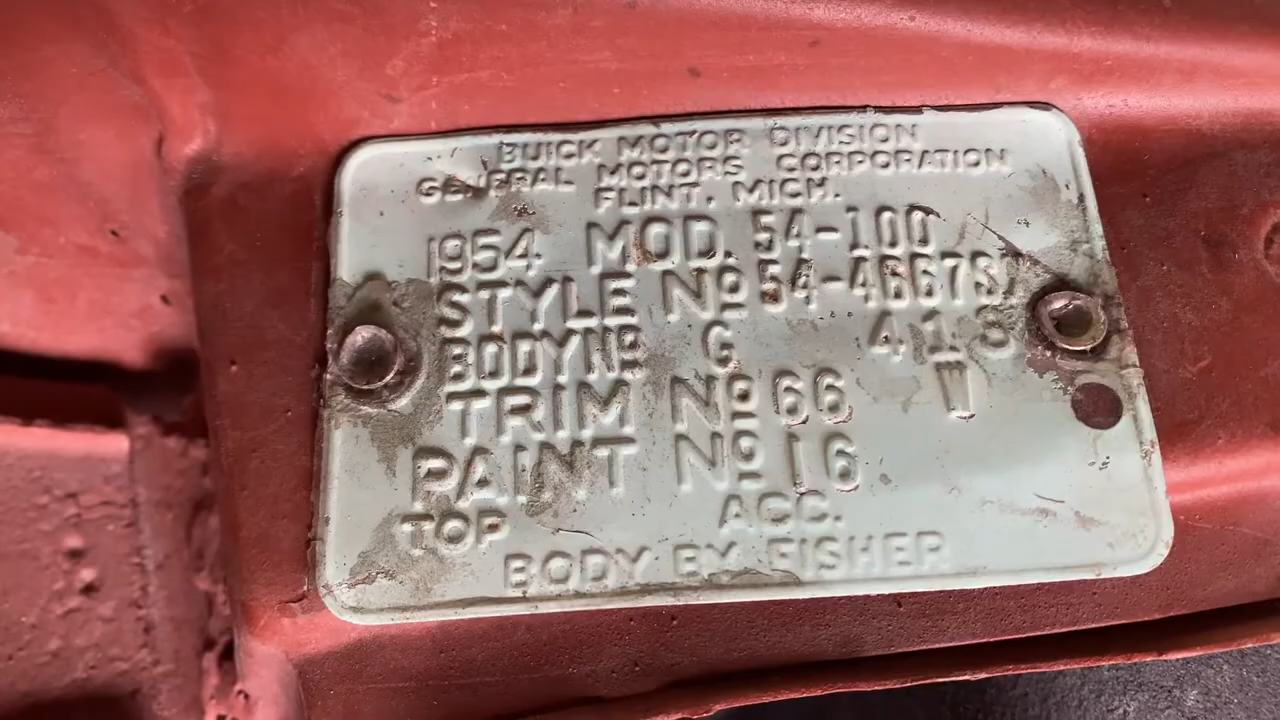 BUICK MOTOR DIVISION
GENERAL MOTORS CORPORATION
FLINT, MICH.
1954 MOD. 54-100
STYLE Nº 54-4667S
BODY Nº G 418
TRIM Nº 66 W
PAINT Nº 16
TOP ACC.
BODY BY FISHER